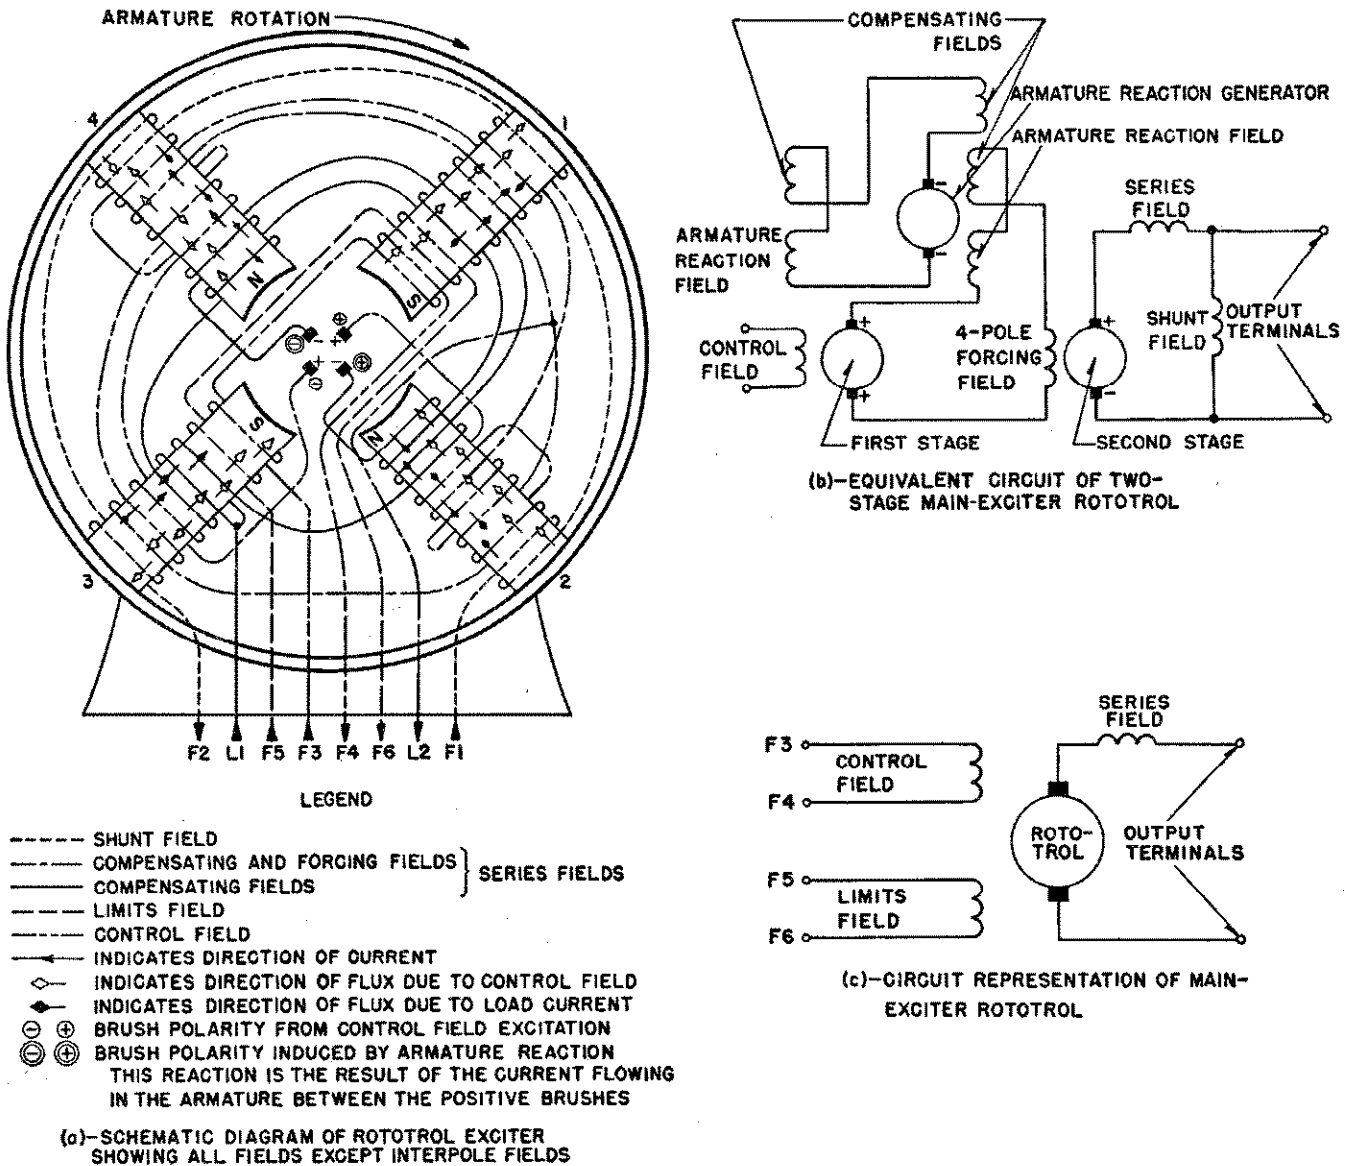 ARMATURE ROTATION
4
1
N
S
S
N
3
2
F2 L1 F5 F3 F4 F6 L2 F1
LEGEND
SHUNT FIELD
COMPENSATING AND FORCING FIELDS
COMPENSATING FIELDS
SERIES FIELDS
LIMITS FIELD
CONTROL FIELD
INDICATES DIRECTION OF CURRENT
INDICATES DIRECTION OF FLUX DUE TO CONTROL FIELD
INDICATES DIRECTION OF FLUX DUE TO LOAD CURRENT
BRUSH POLARITY FROM CONTROL FIELD EXCITATION
BRUSH POLARITY INDUCED BY ARMATURE REACTION
THIS REACTION IS THE RESULT OF THE CURRENT FLOWING
IN THE ARMATURE BETWEEN THE POSITIVE BRUSHES
(a)-SCHEMATIC DIAGRAM OF ROTOTROL EXCITER
SHOWING ALL FIELDS EXCEPT INTERPOLE FIELDS
COMPENSATING
FIELDS
ARMATURE REACTION GENERATOR
ARMATURE REACTION FIELD
ARMATURE
REACTION
FIELD
SERIES
FIELD
CONTROL
FIELD
4-POLE
FORCING
FIELD
SHUNT
FIELD
OUTPUT
TERMINALS
FIRST STAGE
SECOND STAGE
(b)-EQUIVALENT CIRCUIT OF TWO-
STAGE MAIN-EXCITER ROTOTROL
SERIES
FIELD
F3
CONTROL
FIELD
F4
F5
LIMITS
FIELD
F6
ROTO-
TROL
OUTPUT
TERMINALS
(c)-CIRCUIT REPRESENTATION OF MAIN-
EXCITER ROTOTROL